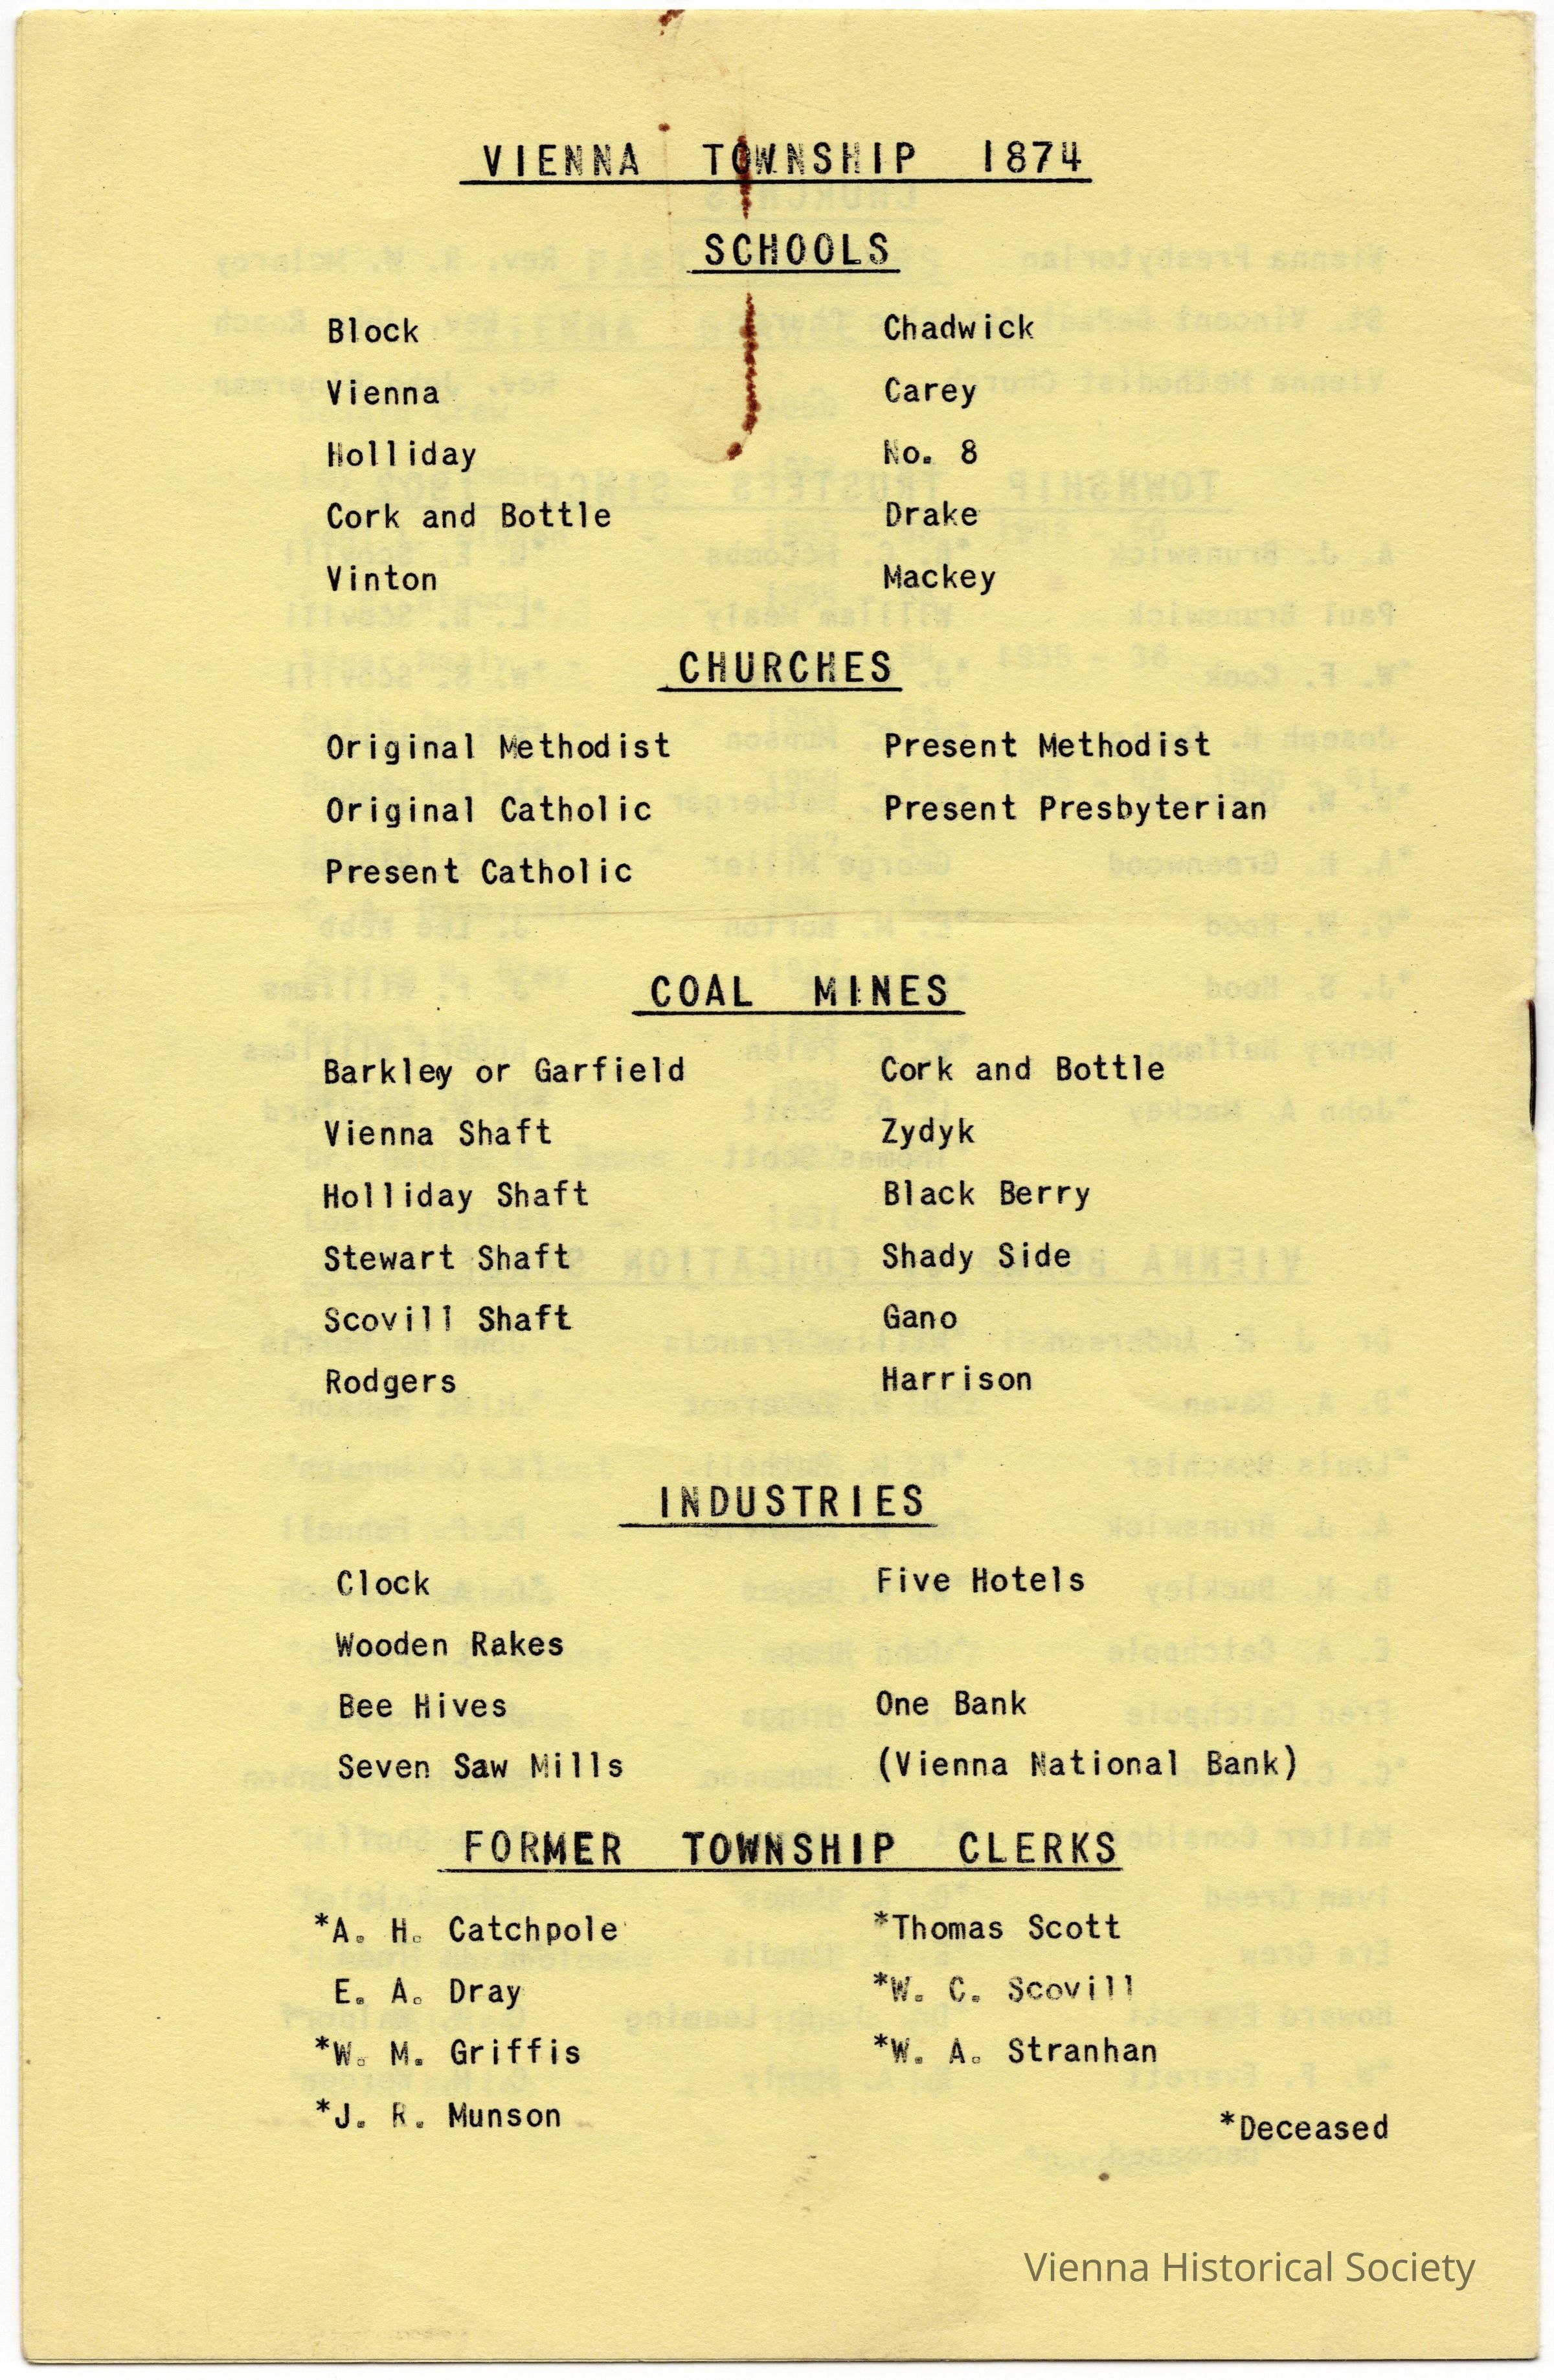 VIENNA TOWNSHIP 1874
SCHOOLS
Block Chadwick
Vienna Carey
Holliday No. 8
Cork and Bottle Drake
Vinton Mackey
CHURCHES
Original Methodist Present Methodist
Original Catholic Present Presbyterian
Present Catholic
COAL MINES
Barkley or Garfield Cork and Bottle
Vienna Shaft Zydyk
Holliday Shaft Black Berry
Stewart Shaft Shady Side
Scovill Shaft Gano
Rodgers Harrison
INDUSTRIES
Clock Five Hotels
Wooden Rakes
Bee Hives One Bank
Seven Saw Mills (Vienna National Bank)
FORMER TOWNSHIP CLERKS
*A. H. Catchpole *Thomas Scott
E. A. Dray *W. C. Scovill
*W. M. Griffis *W. A. Stranhan
*J. R. Munson
*Deceased
Vienna Historical Society